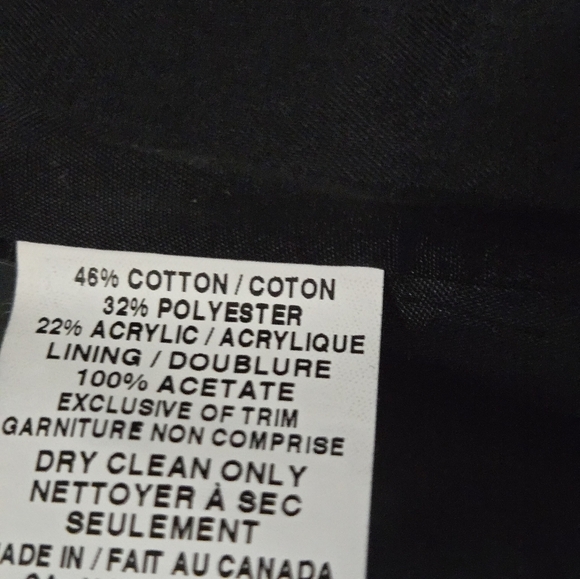 46% COTTON / COTON
32% POLYESTER
22% ACRYLIC / ACRYLIQUE
LINING / DOUBLURE
100% ACETATE
EXCLUSIVE OF TRIM
GARNITURE NON COMPRISE
DRY CLEAN ONLY
NETTOYER À SEC
SEULEMENT
ADE IN / FAIT AU CANADA